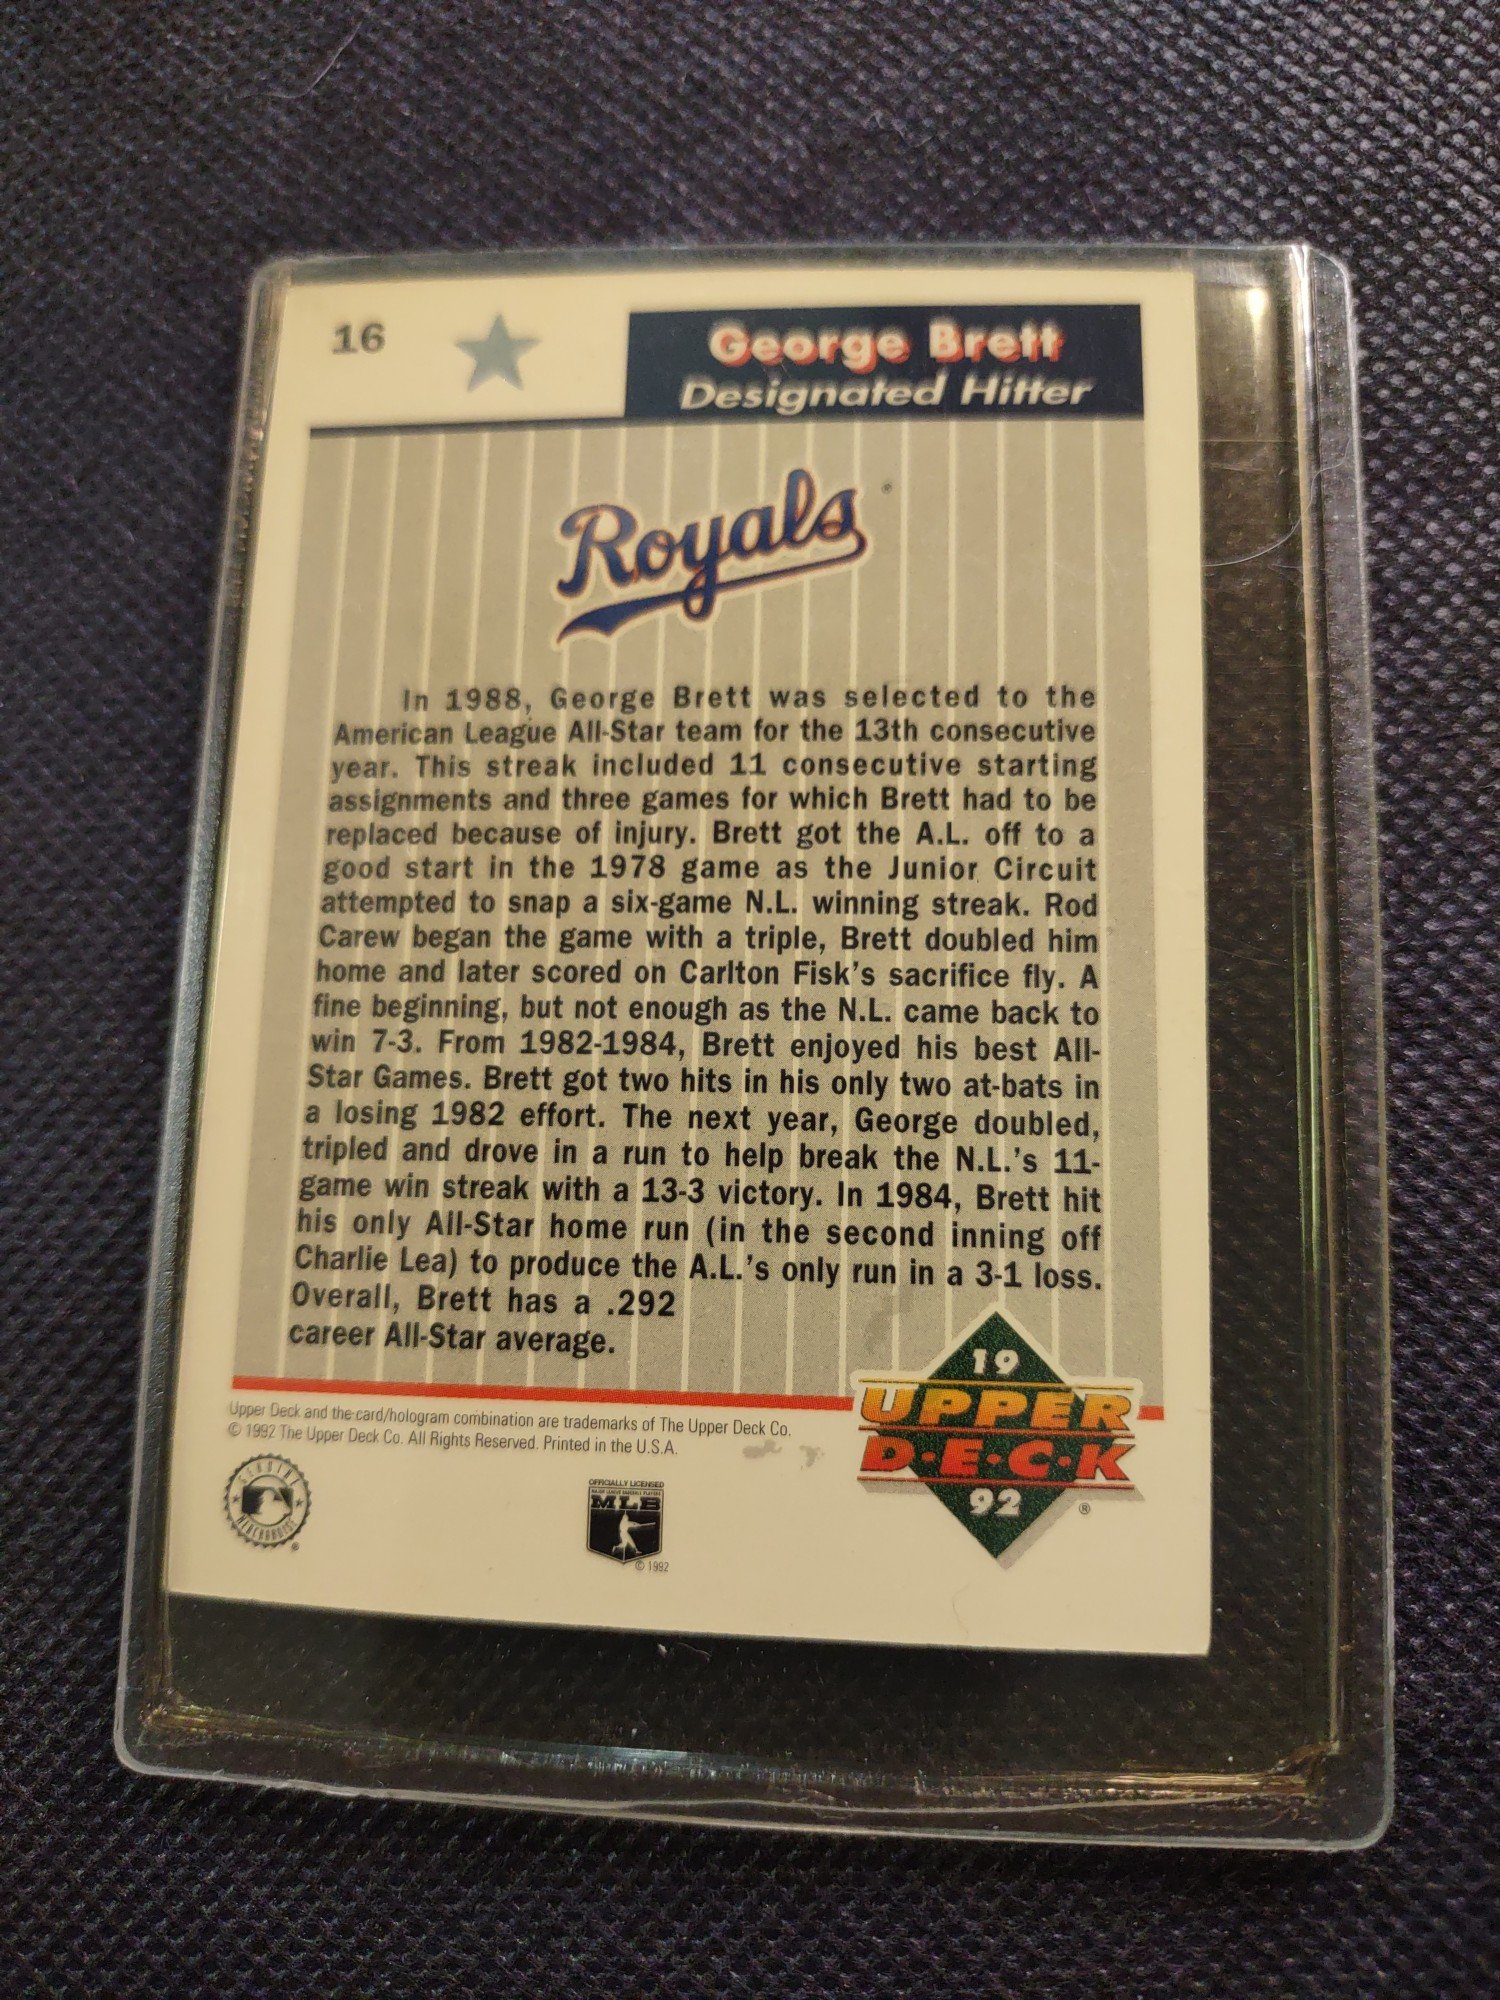 16
George Brett
Designated Hitter
Royals ®
In 1988, George Brett was selected to the
American League All-Star team for the 13th consecutive
year. This streak included 11 consecutive starting
assignments and three games for which Brett had to be
replaced because of injury. Brett got the A.L. off to a
good start in the 1978 game as the Junior Circuit
attempted to snap a six-game N.L. winning streak. Rod
Carew began the game with a triple, Brett doubled him
home and later scored on Carlton Fisk's sacrifice fly. A
fine beginning, but not enough as the N.L. came back to
win 7-3. From 1982-1984, Brett enjoyed his best All-
Star Games. Brett got two hits in his only two at-bats in
a losing 1982 effort. The next year, George doubled,
tripled and drove in a run to help break the N.L.'s 11-
game win streak with a 13-3 victory. In 1984, Brett hit
his only All-Star home run (in the second inning off
Charlie Lea) to produce the A.L.'s only run in a 3-1 loss.
Overall, Brett has a .292
career All-Star average.
19
UPPER
D·E·C·K
92 ®
Upper Deck and the card/hologram combination are trademarks of The Upper Deck Co.
© 1992 The Upper Deck Co. All Rights Reserved. Printed in the U.S.A.
GENUINE
MERCHANDISE ®
OFFICIALLY LICENSED
MAJOR LEAGUE BASEBALL PLAYERS
MLB
© 1992